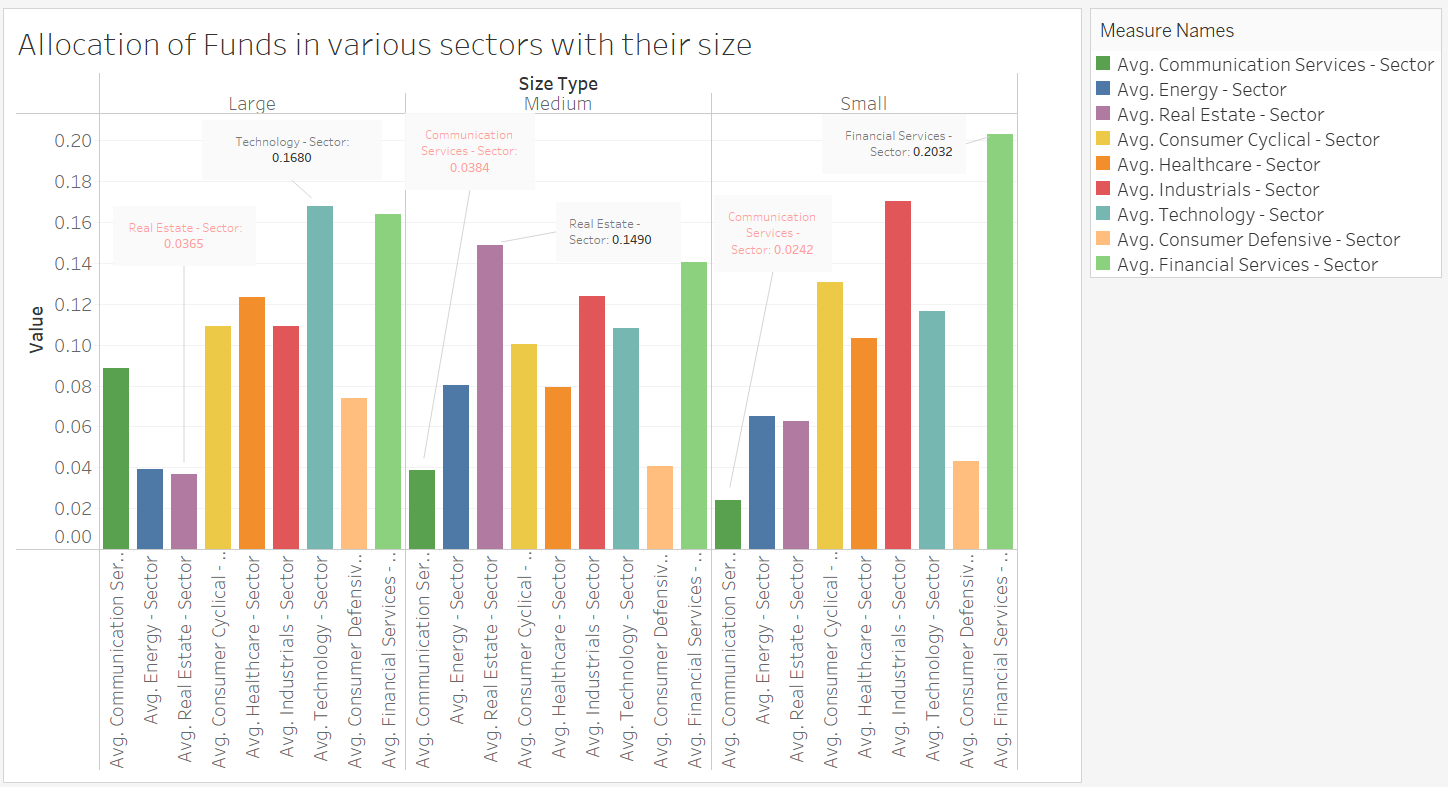 Allocation of Funds in various sectors with their size
Size Type
Large
Medium
Small
Value
0.20
0.18
0.16
0.14
0.12
0.10
0.08
0.06
0.04
0.02
0.00
Technology - Sector:
0.1680
Real Estate - Sector:
0.0365
Communication
Services - Sector:
0.0384
Real Estate -
Sector: 0.1490
Communication
Services -
Sector: 0.0242
Financial Services -
Sector: 0.2032
Avg. Communication Ser..
Avg. Energy - Sector
Avg. Real Estate - Sector
Avg. Consumer Cyclical - ..
Avg. Healthcare - Sector
Avg. Industrials - Sector
Avg. Technology - Sector
Avg. Consumer Defensiv..
Avg. Financial Services - ..
Avg. Communication Ser..
Avg. Energy - Sector
Avg. Real Estate - Sector
Avg. Consumer Cyclical - ..
Avg. Healthcare - Sector
Avg. Industrials - Sector
Avg. Technology - Sector
Avg. Consumer Defensiv..
Avg. Financial Services - ..
Avg. Communication Ser..
Avg. Energy - Sector
Avg. Real Estate - Sector
Avg. Consumer Cyclical - ..
Avg. Healthcare - Sector
Avg. Industrials - Sector
Avg. Technology - Sector
Avg. Consumer Defensiv..
Avg. Financial Services - ..
Measure Names
Avg. Communication Services - Sector
Avg. Energy - Sector
Avg. Real Estate - Sector
Avg. Consumer Cyclical - Sector
Avg. Healthcare - Sector
Avg. Industrials - Sector
Avg. Technology - Sector
Avg. Consumer Defensive - Sector
Avg. Financial Services - Sector